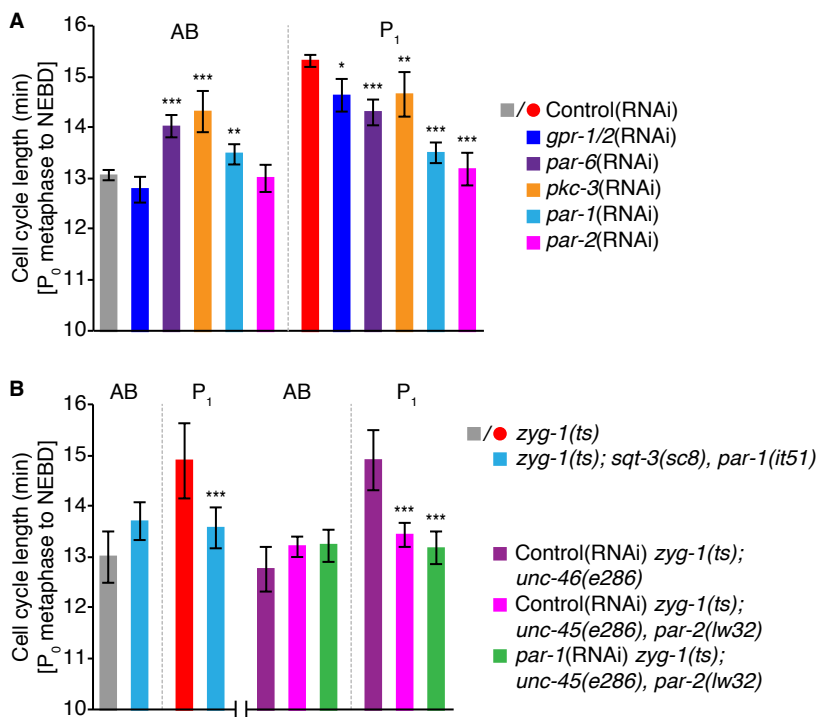 A
AB
P1
Cell cycle length (min)
[P0 metaphase to NEBD]
16
15
14
13
12
11
10
***
***
**
*
***
**
***
***
/ Control(RNAi)
gpr-1/2(RNAi)
par-6(RNAi)
pkc-3(RNAi)
par-1(RNAi)
par-2(RNAi)
B
AB
P1
AB
P1
Cell cycle length (min)
[P0 metaphase to NEBD]
16
15
14
13
12
11
10
***
***
***
/ zyg-1(ts)
zyg-1(ts); sqt-3(sc8), par-1(it51)
Control(RNAi) zyg-1(ts);
unc-46(e286)
Control(RNAi) zyg-1(ts);
unc-45(e286), par-2(lw32)
par-1(RNAi) zyg-1(ts);
unc-45(e286), par-2(lw32)